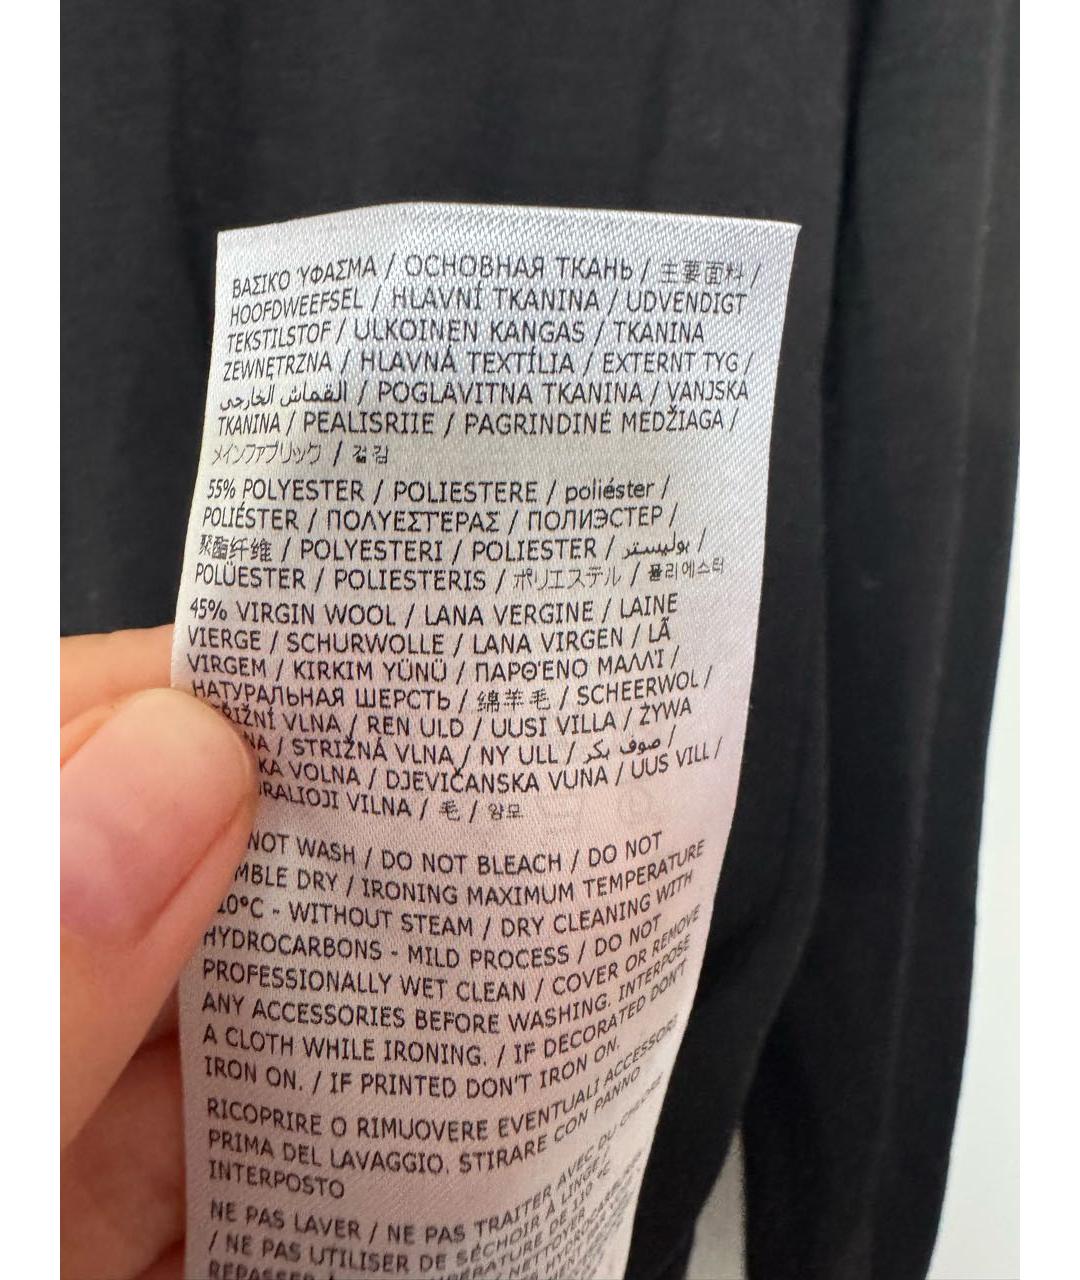 ΒΑΣΙΚΟ ΎΦΑΣΜΑ / ОСНОВНАЯ ТКАНЬ / 主要面料 /
HOOFDWEEFSEL / HLAVNÍ TKANINA / UDVENDIGT
TEKSTILSTOF / ULKOINEN KANGAS / TKANINA
ZEWNĘTRZNA / HLAVNÁ TEXTÍLIA / EXTERNT TYG /
القماش الخارجي / POGLAVITNA TKANINA / VANJSKA
TKANINA / PEALISRIIE / PAGRINDINĖ MEDŽIAGA /
メインファブリック / 겉감
55% POLYESTER / POLIESTERE / poliéster /
POLIÉSTER / ΠΟΛΥΕΣΤΕΡΑΣ / ПОЛИЭСТЕР /
聚酯纤维 / POLYESTERI / POLIESTER / بوليستر /
POLÜESTER / POLIESTERIS / ポリエステル / 폴리에스터
45% VIRGIN WOOL / LANA VERGINE / LAINE
VIERGE / SCHURWOLLE / LANA VIRGEN / LÃ
VIRGEM / KIRKIM YÜNÜ / ΠΑΡΘΈΝΟ ΜΑΛΛΊ /
НАТУРАЛЬНАЯ ШЕРСТЬ / 绵羊毛 / SCHEERWOL /
VLNA / REN ULD / UUSI VILLA / ŻYWA
/ STRIŽNÁ VLNA / NY ULL / صوف بكر /
VOLNA / DJEVIČANSKA VUNA / UUS VILL /
VILNA / 毛 / 양모
NOT WASH / DO NOT BLEACH / DO NOT
MBLE DRY / IRONING MAXIMUM TEMPERATURE
10°C - WITHOUT STEAM / DRY CLEANING WITH
HYDROCARBONS - MILD PROCESS / DO NOT
PROFESSIONALLY WET CLEAN / COVER OR REMOVE
ANY ACCESSORIES BEFORE WASHING. INTERPOSE
A CLOTH WHILE IRONING. / IF DECORATED DON'T
IRON ON. / IF PRINTED DON'T IRON ON.
RICOPRIRE O RIMUOVERE EVENTUALI ACCESSORI
PRIMA DEL LAVAGGIO. STIRARE CON PANNO
INTERPOSTO
NE PAS LAVER / NE PAS TRAITER AVEC DU CHLORE
/ NE PAS UTILISER DE SÉCHOIR À LINGE /